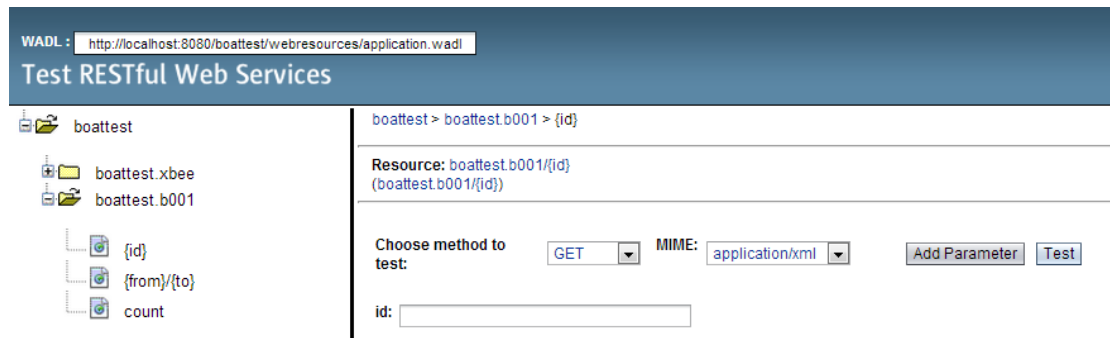 WADL : http://localhost:8080/boattest/webresources/application.wadl
Test RESTful Web Services
boattest
boattest.xbee
boattest.b001
{id}
{from}/{to}
count
boattest > boattest.b001 > {id}
Resource: boattest.b001/{id}
(boattest.b001/{id})
Choose method to
test:
GET
MIME:
application/xml
Add Parameter
Test
id: